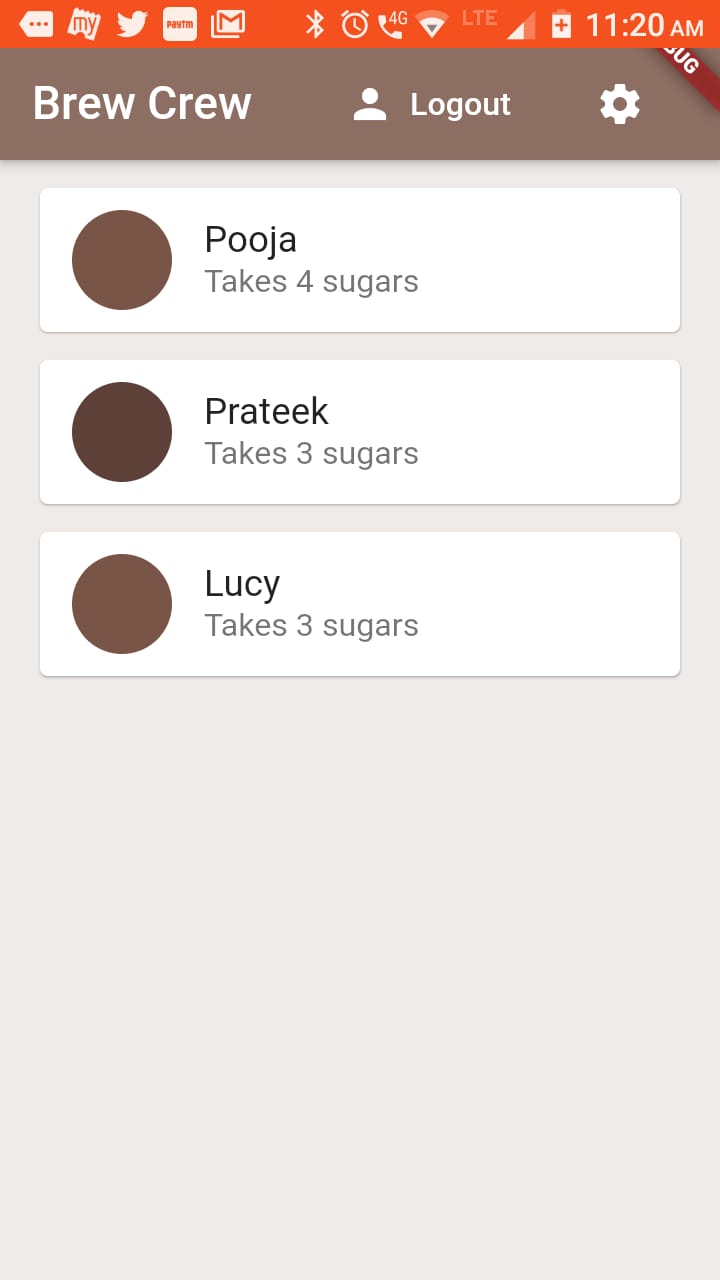 my Paytm 4G LTE 11:20 AM
Brew Crew Logout
Pooja
Takes 4 sugars
Prateek
Takes 3 sugars
Lucy
Takes 3 sugars